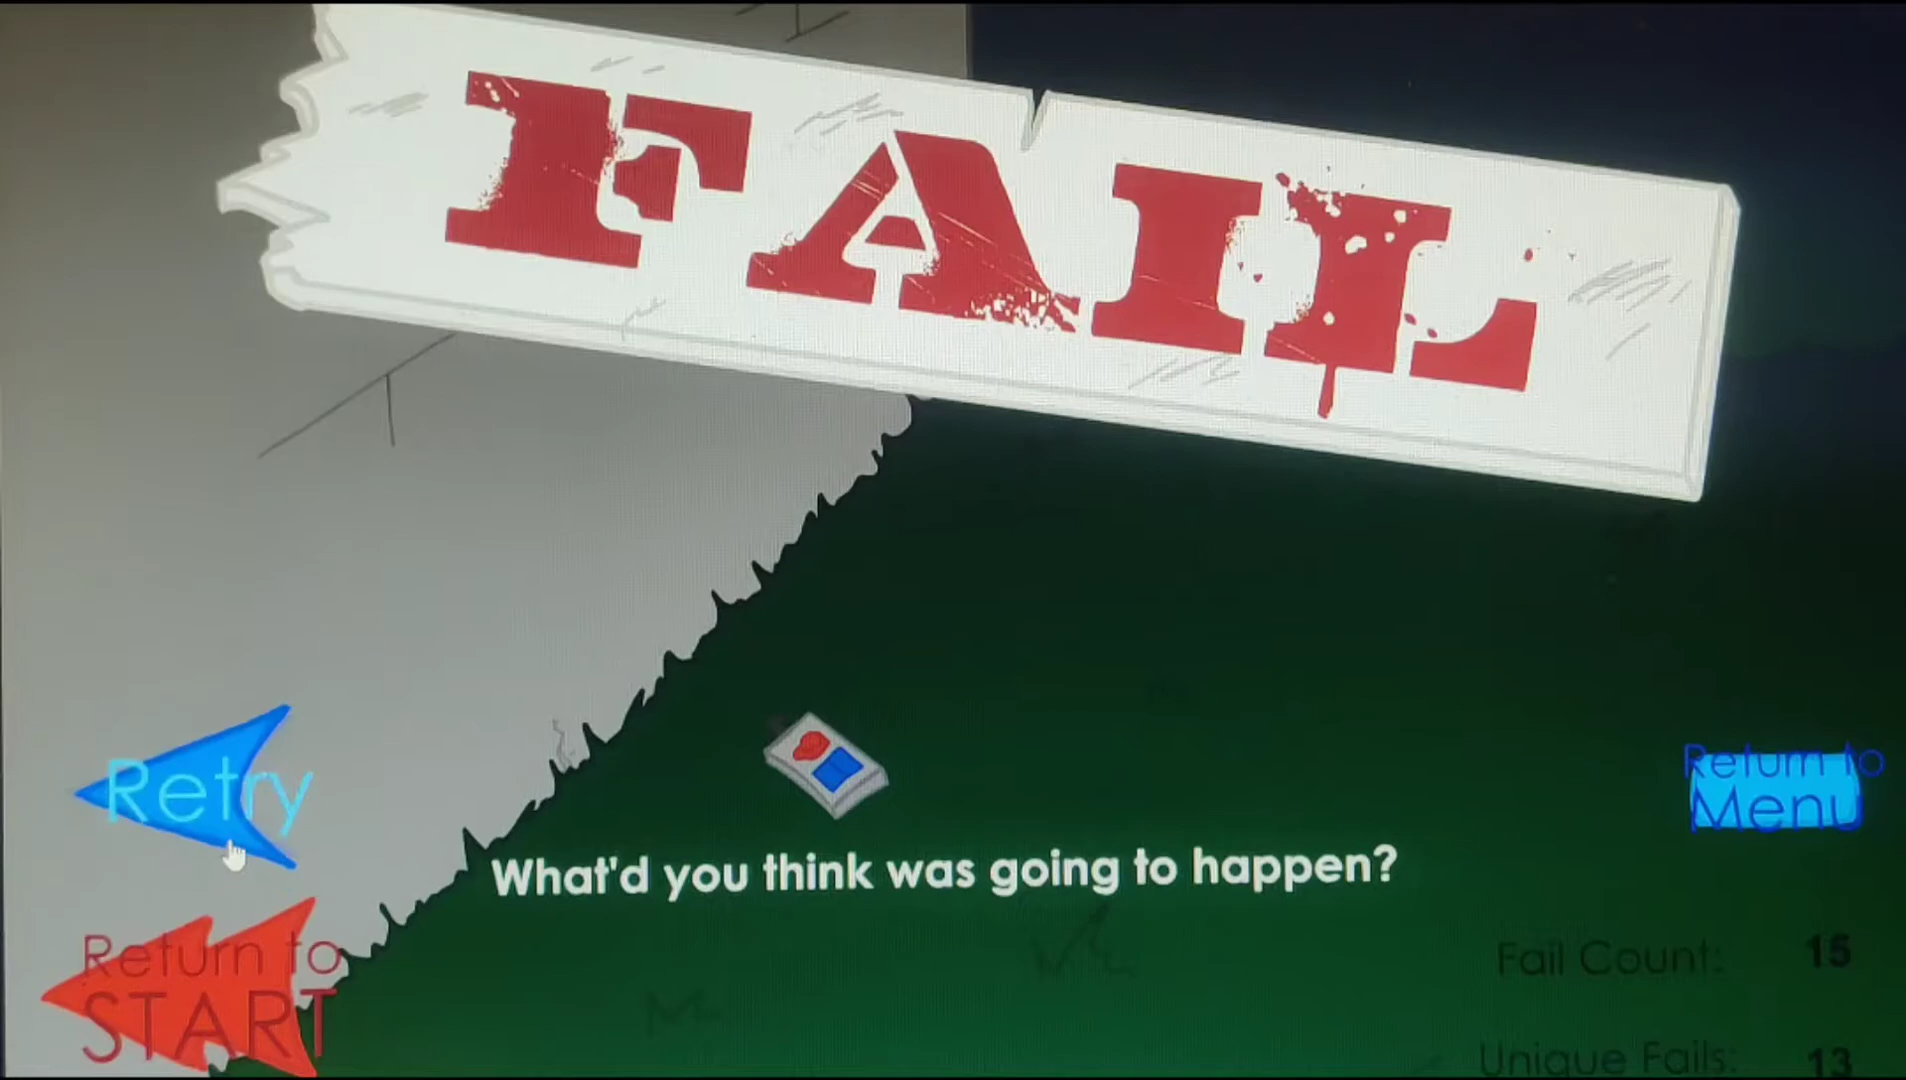 FAIL
Retry
Return to
Menu
What'd you think was going to happen?
Return to
START
Fail Count: 15
Unique Fails: 13